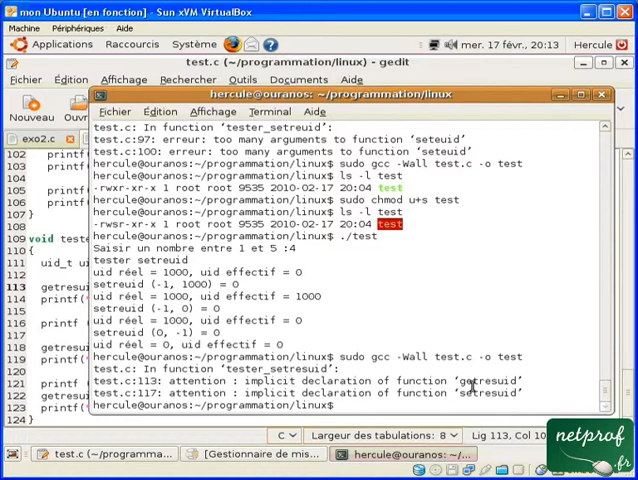 mon Ubuntu [en fonction] - Sun xVM VirtualBox
Machine Périphériques Aide
Applications Raccourcis Système mer. 17 févr., 20:13 Hercule
test.c (~/programmation/linux) - gedit
Fichier Édition Affichage Rechercher Outils Documents Aide
Nouveau
exo2.c
hercule@ouranos: ~/programmation/linux
Fichier Édition Affichage Terminal Aide
test.c: In function ‘tester_setreuid’:
test.c:97: erreur: too many arguments to function ‘seteuid’
test.c:100: erreur: too many arguments to function ‘seteuid’
hercule@ouranos:~/programmation/linux$ sudo gcc -Wall test.c -o test
hercule@ouranos:~/programmation/linux$ ls -l test
-rwxr-xr-x 1 root root 9535 2010-02-17 20:04 test
hercule@ouranos:~/programmation/linux$ sudo chmod u+s test
hercule@ouranos:~/programmation/linux$ ls -l test
-rwsr-xr-x 1 root root 9535 2010-02-17 20:04 test
hercule@ouranos:~/programmation/linux$ ./test
Saisir un nombre entre 1 et 5 :4
tester setreuid
uid réel = 1000, uid effectif = 0
setreuid (-1, 1000) = 0
uid réel = 1000, uid effectif = 1000
setreuid (-1, 0) = 0
uid réel = 1000, uid effectif = 0
setreuid (0, -1) = 0
uid réel = 0, uid effectif = 0
hercule@ouranos:~/programmation/linux$ sudo gcc -Wall test.c -o test
test.c: In function ‘tester_setresuid’:
test.c:113: attention : implicit declaration of function ‘getresuid’
test.c:117: attention : implicit declaration of function ‘setresuid’
hercule@ouranos:~/programmation/linux$
102 printf
103
104 printf(
105 printf
106 printf
107 }
108
109 void teste
110 {
111 uid_t u
112
113 getresu
114 printf("
115
116
117 printf (
118
119
120 getresu
121 printf("
122
123 printf (
124
C Largeur des tabulations: 8 Lig 113, Col 10
test.c (~/programma... [Gestionnaire de mis... hercule@ouranos: ~/...
netprof
.fr